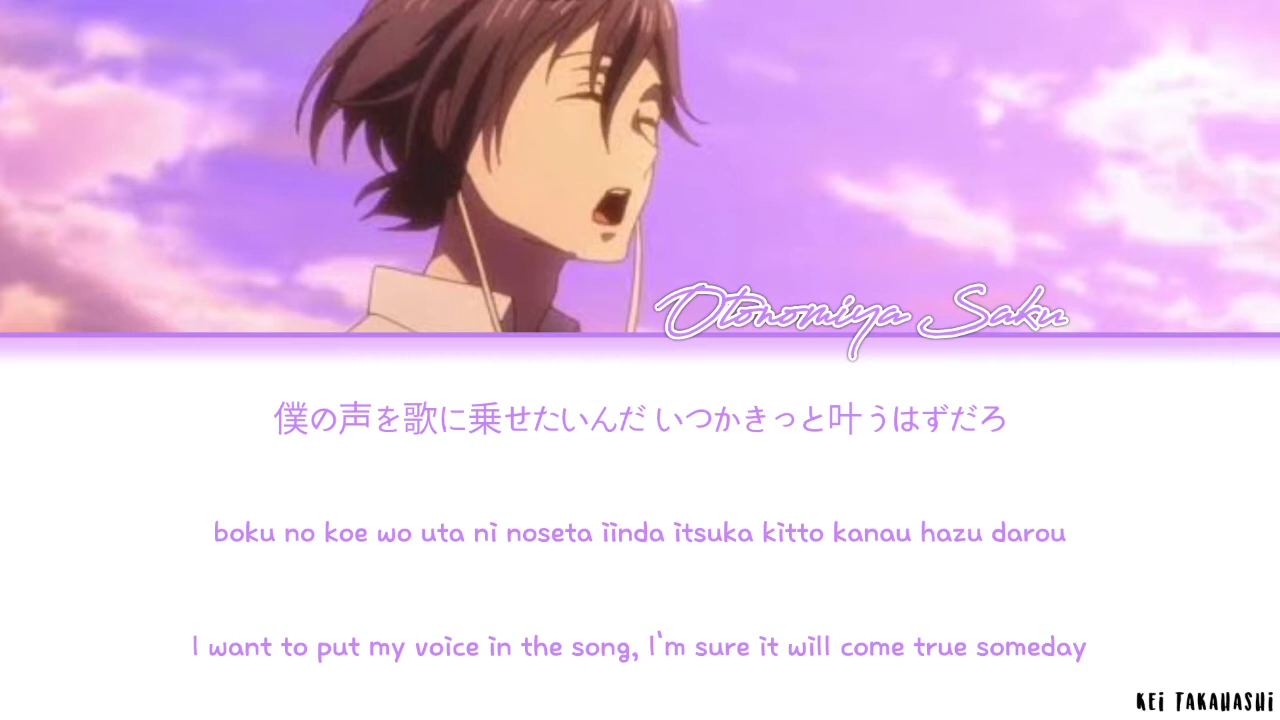 Otonomiya Saku
僕の声を歌に乗せたいんだ いつかきっと叶うはずだろ
boku no koe wo uta ni noseta iinda itsuka kitto kanau hazu darou
I want to put my voice in the song, I'm sure it will come true someday
KEI TAKAHASHI